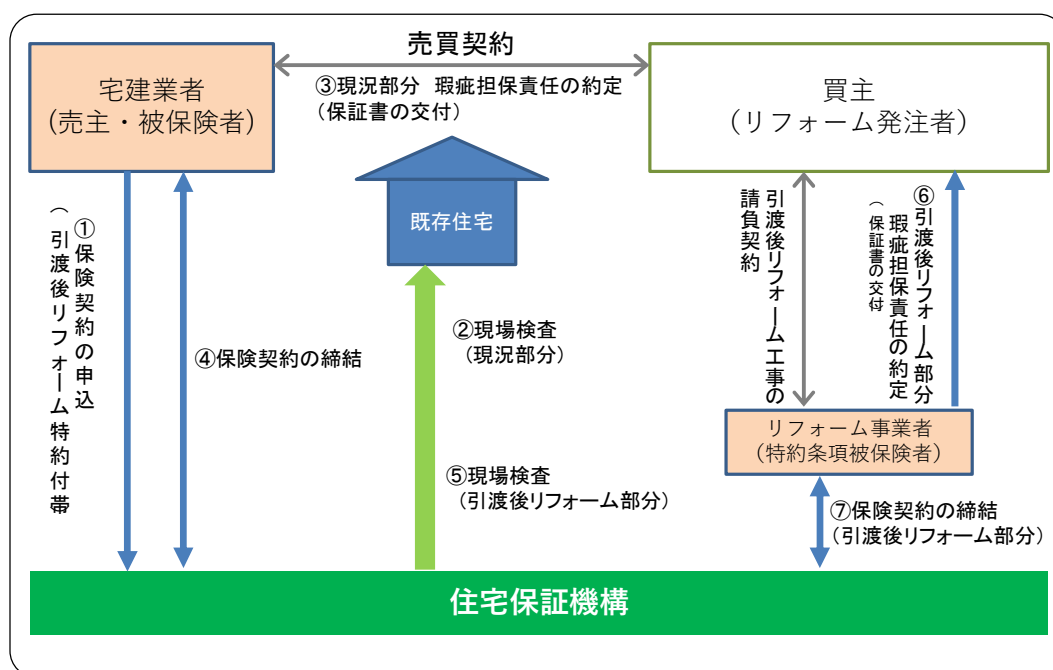 売買契約
宅建業者
（売主・被保険者）
③現況部分 瑕疵担保責任の約定
（保証書の交付）
買主
（リフォーム発注者）
既存住宅
①保険契約の申込
（引渡後リフォーム特約付帯
④保険契約の締結
②現場検査
（現況部分）
⑤現場検査
（引渡後リフォーム部分）
引渡後リフォーム工事の
請負契約
⑥引渡後リフォーム部分
瑕疵担保責任の約定
（保証書の交付
リフォーム事業者
（特約条項被保険者）
⑦保険契約の締結
（引渡後リフォーム部分）
住宅保証機構